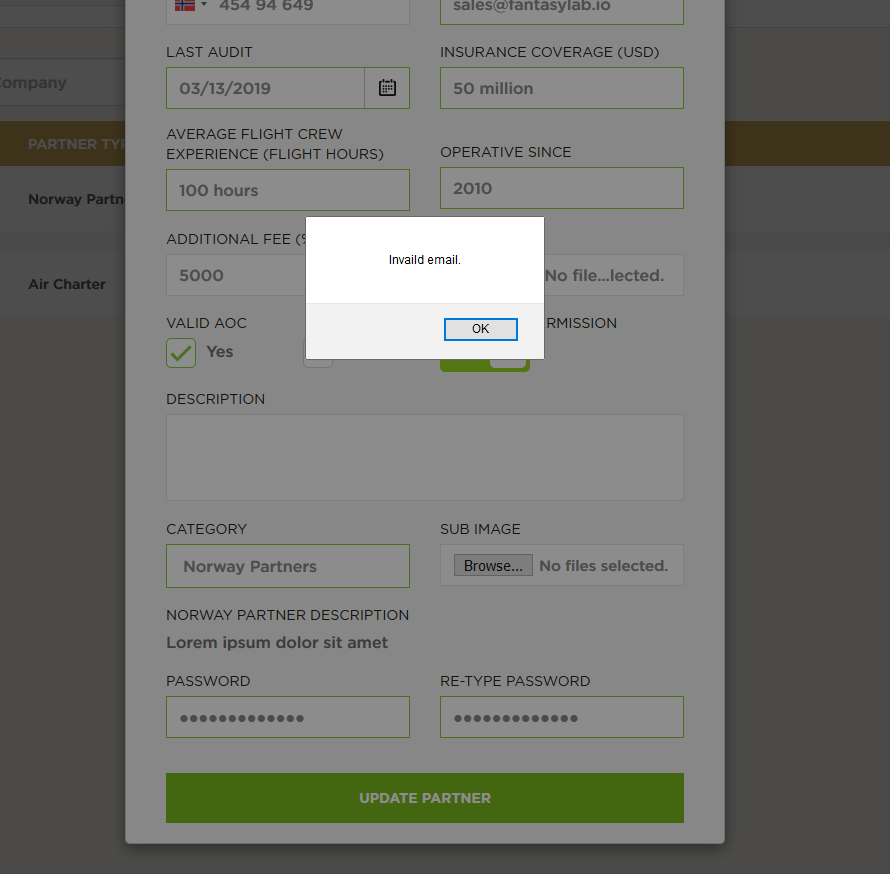 454 94 649
sales@fantasylab.io
LAST AUDIT
INSURANCE COVERAGE (USD)
Company
03/13/2019
50 million
AVERAGE FLIGHT CREW
EXPERIENCE (FLIGHT HOURS)
OPERATIVE SINCE
PARTNER TYP
100 hours
2010
Norway Partn
ADDITIONAL FEE (%
Invaild email.
5000
No file...lected.
Air Charter
VALID AOC
RMISSION
OK
Yes
DESCRIPTION
CATEGORY
SUB IMAGE
Norway Partners
Browse... No files selected.
NORWAY PARTNER DESCRIPTION
Lorem ipsum dolor sit amet
PASSWORD
RE-TYPE PASSWORD
UPDATE PARTNER